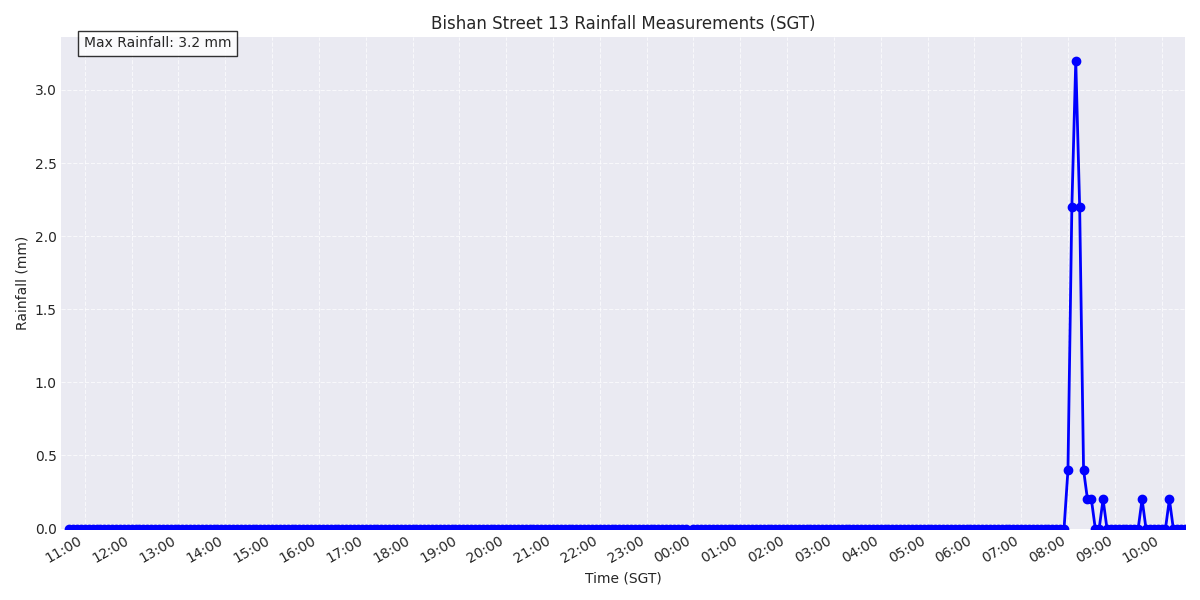 Bishan Street 13 Rainfall Measurements (SGT)
Max Rainfall: 3.2 mm
Rainfall (mm)
3.0
2.5
2.0
1.5
1.0
0.5
0.0
11:00 12:00 13:00 14:00 15:00 16:00 17:00 18:00 19:00 20:00 21:00 22:00 23:00 00:00 01:00 02:00 03:00 04:00 05:00 06:00 07:00 08:00 09:00 10:00
Time (SGT)